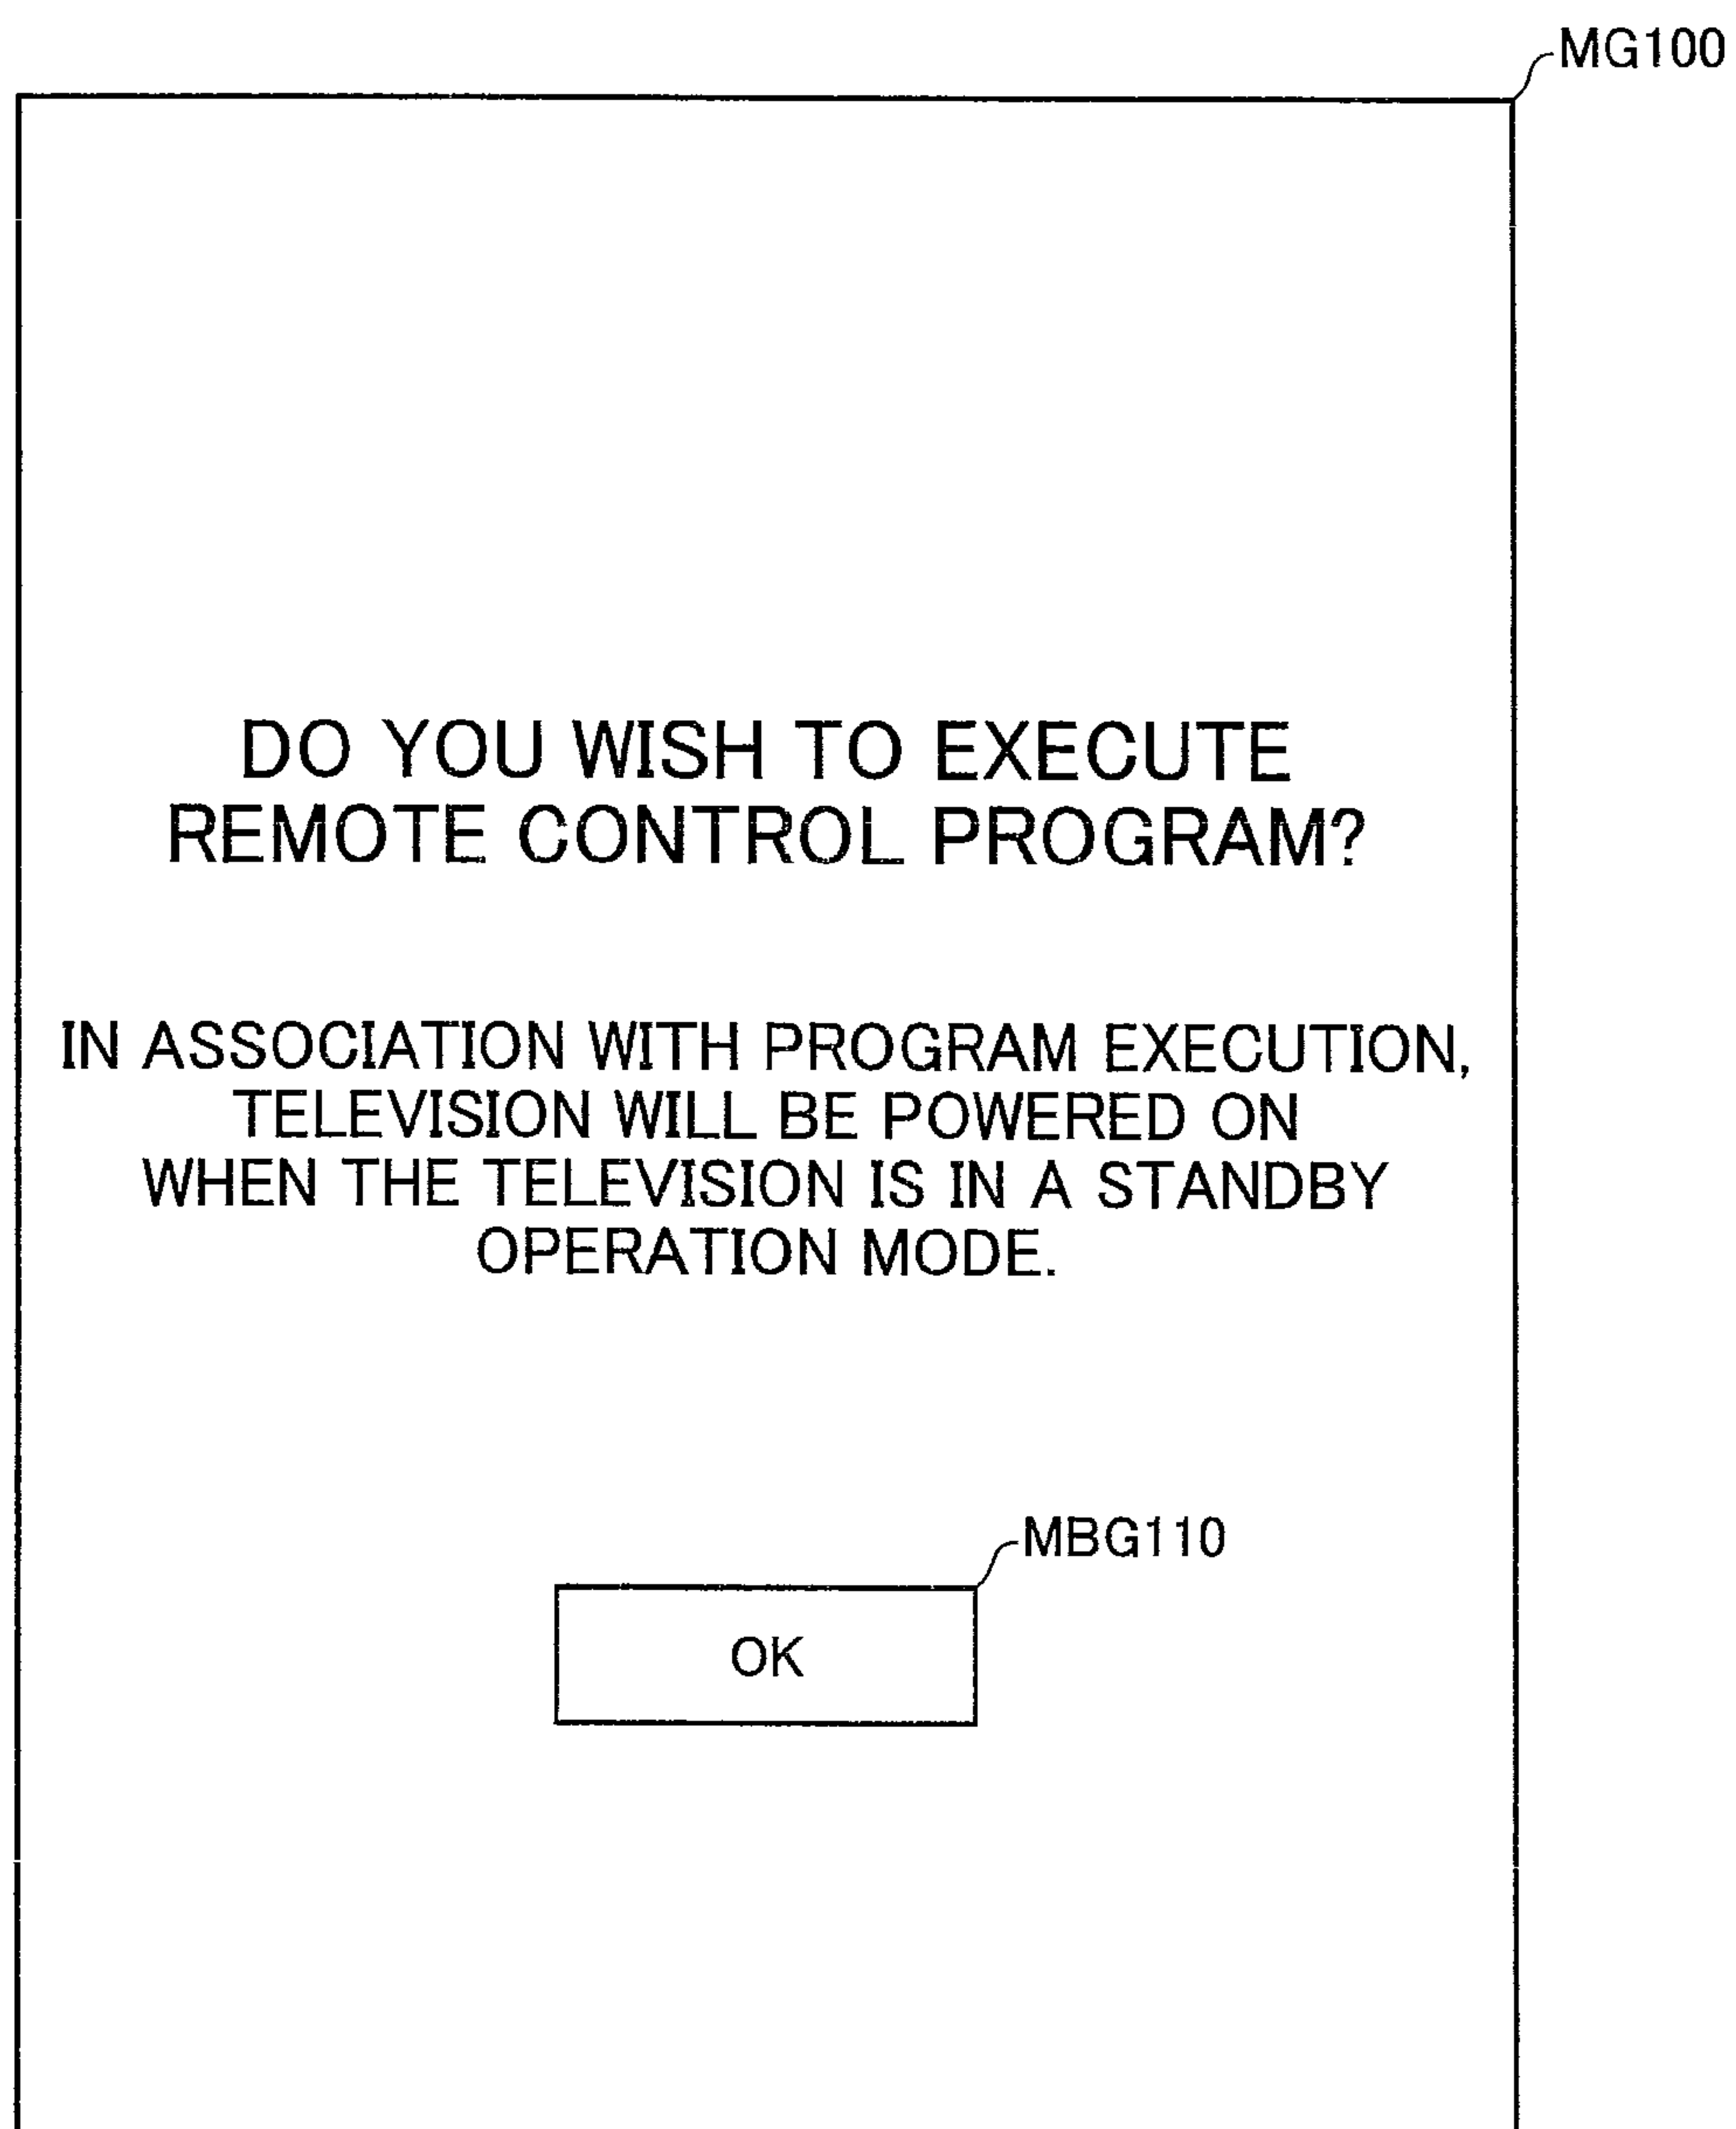 MG100
DO YOU WISH TO EXECUTE
REMOTE CONTROL PROGRAM?
IN ASSOCIATION WITH PROGRAM EXECUTION,
TELEVISION WILL BE POWERED ON
WHEN THE TELEVISION IS IN A STANDBY
OPERATION MODE.
MBG110
OK